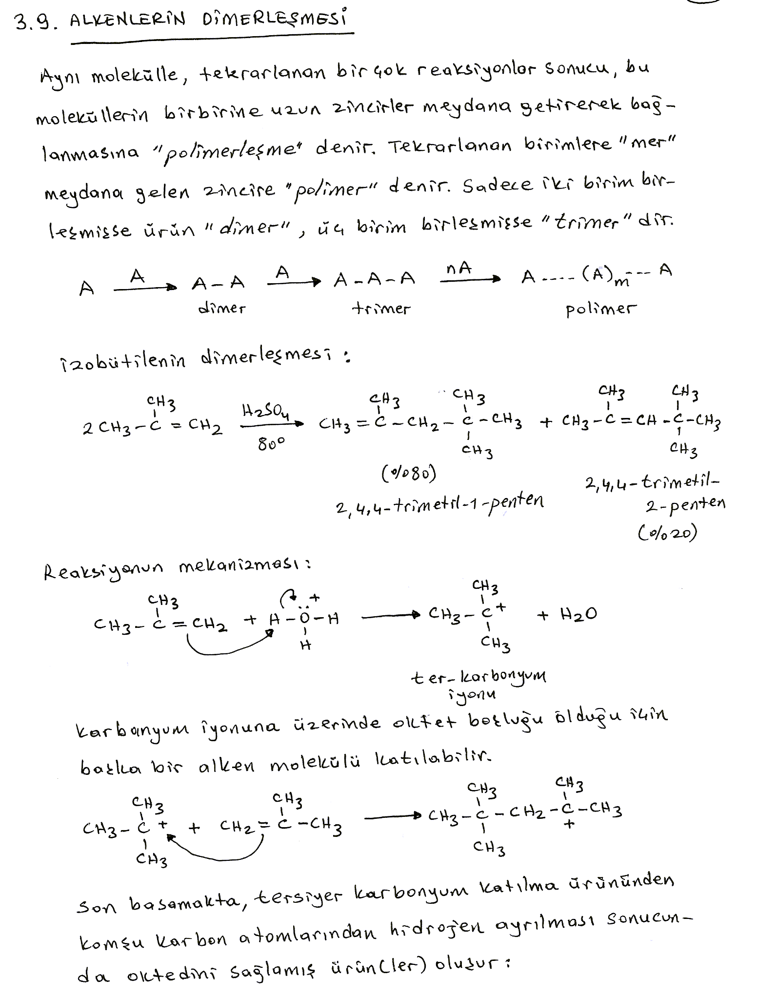 3.9. ALKENLERİN DİMERLEŞMESİ
Aynı molekülle, tekrarlanan bir çok reaksiyonlar sonucu, bu
moleküllerin birbirine uzun zincirler meydana getirerek bağ-
lanmasına "polimerleşme" denir. Tekrarlanan birimlere "mer"
meydana gelen zincire "polimer" denir. Sadece iki birim bir-
leşmişse ürün "dimer", üç birim birleşmişse "trimer" dir.
A A A-A A A-A-A nA A ---- (A)m --- A
dimer trimer polimer
izobütilenin dimerleşmesi :
CH3 CH3 CH3 CH3 CH3
2 CH3-C=CH2 H2SO4 CH3=C-CH2-C-CH3 + CH3-C=CH-C-CH3
80° CH3 CH3
(%80)
2,4,4-trimetil-1-penten
2,4,4-trimetil-
2-penten
(%20)
Reaksiyonun mekanizması :
CH3 + CH3
CH3-C=CH2 + H-O-H CH3-C+ + H2O
H CH3
ter-karbonyum
iyonu
karbanyum iyonuna üzerinde oktet boşluğu olduğu için
başka bir alken molekülü katılabilir.
CH3 CH3 CH3 CH3
CH3-C+ + CH2=C-CH3 CH3-C-CH2-C-CH3
+
CH3 CH3
son basamakta, tersiyer karbonyum katılma ürününden
komşu karbon atomlarından hidrojen ayrılması sonucun-
da oktedini sağlamış ürün(ler) oluşur :